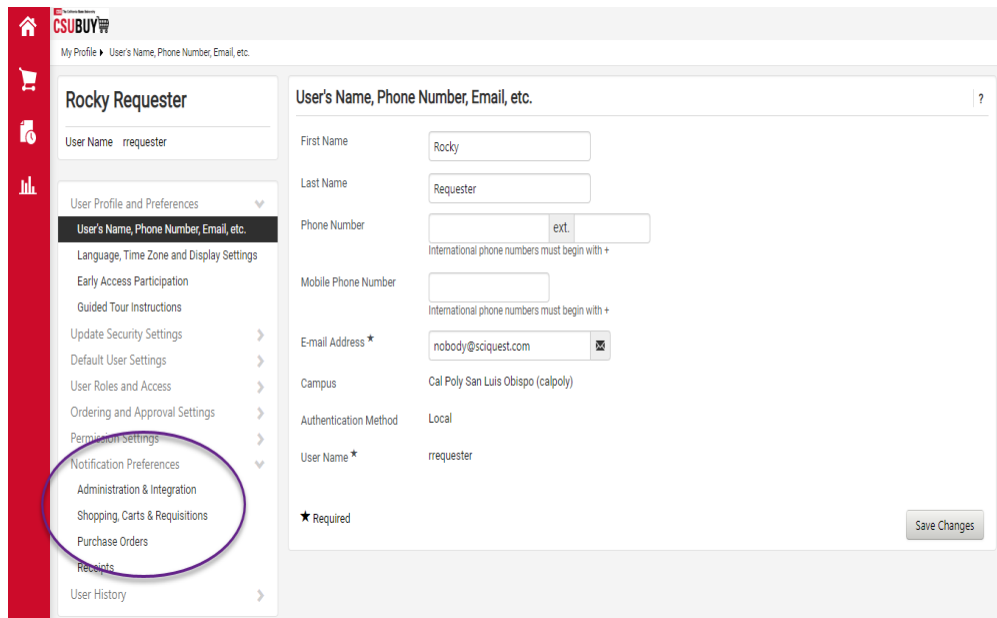 The California State University
CSUBUY
My Profile User's Name, Phone Number, Email, etc.
Rocky Requester
User Name rrequester
User Profile and Preferences
User's Name, Phone Number, Email, etc.
Language, Time Zone and Display Settings
Early Access Participation
Guided Tour Instructions
Update Security Settings
Default User Settings
User Roles and Access
Ordering and Approval Settings
Permission Settings
Notification Preferences
Administration & Integration
Shopping, Carts & Requisitions
Purchase Orders
Receipts
User History
User's Name, Phone Number, Email, etc. ?
First Name Rocky
Last Name Requester
Phone Number ext.
International phone numbers must begin with +
Mobile Phone Number
International phone numbers must begin with +
E-mail Address ★ nobody@sciquest.com
Campus Cal Poly San Luis Obispo (calpoly)
Authentication Method Local
User Name ★ rrequester
★ Required
Save Changes